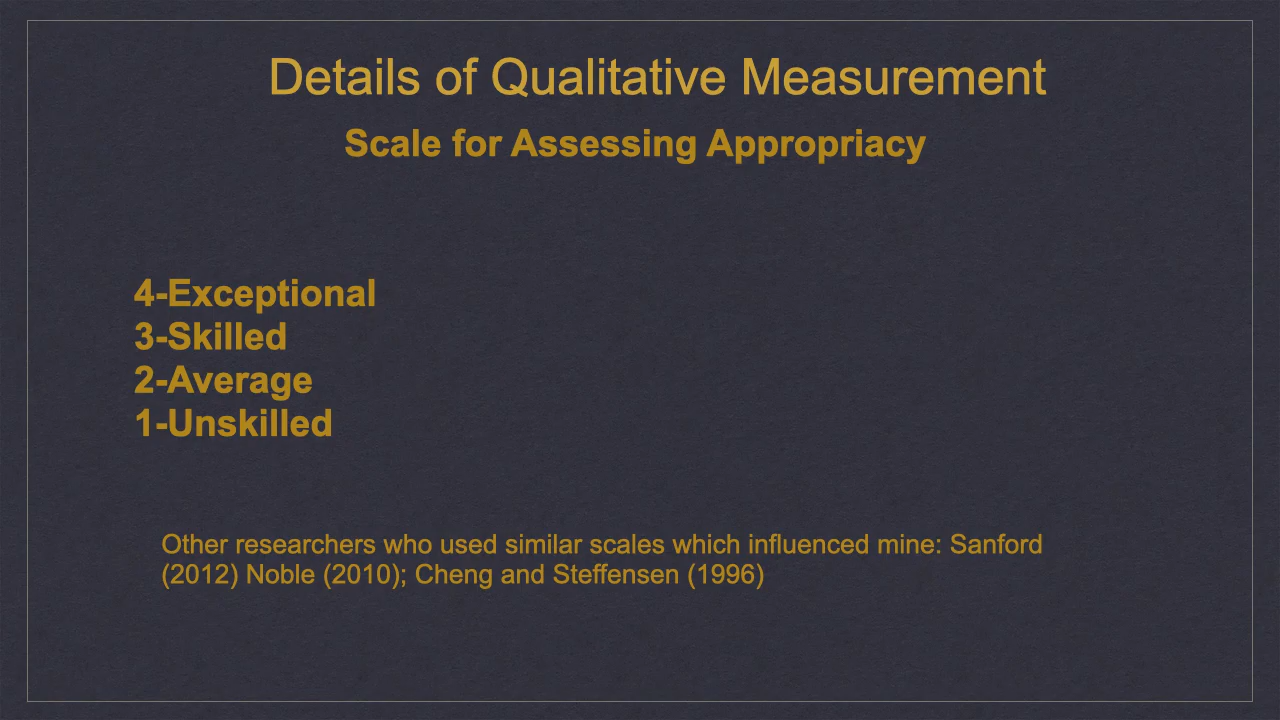 Details of Qualitative Measurement
Scale for Assessing Appropriacy
4-Exceptional
3-Skilled
2-Average
1-Unskilled
Other researchers who used similar scales which influenced mine: Sanford
(2012) Noble (2010); Cheng and Steffensen (1996)